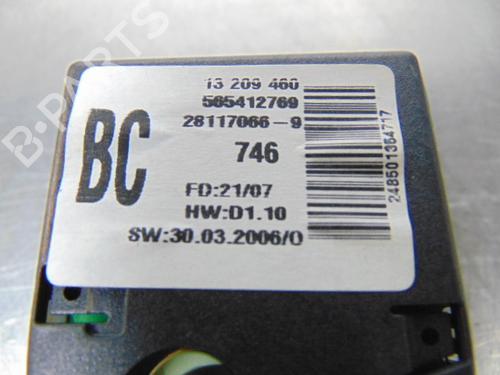 13 209 460
565412769
28117066-9
BC
746
FD:21/07
HW:D1.10
SW:30.03.2006/0
248501354717
B-PARTS